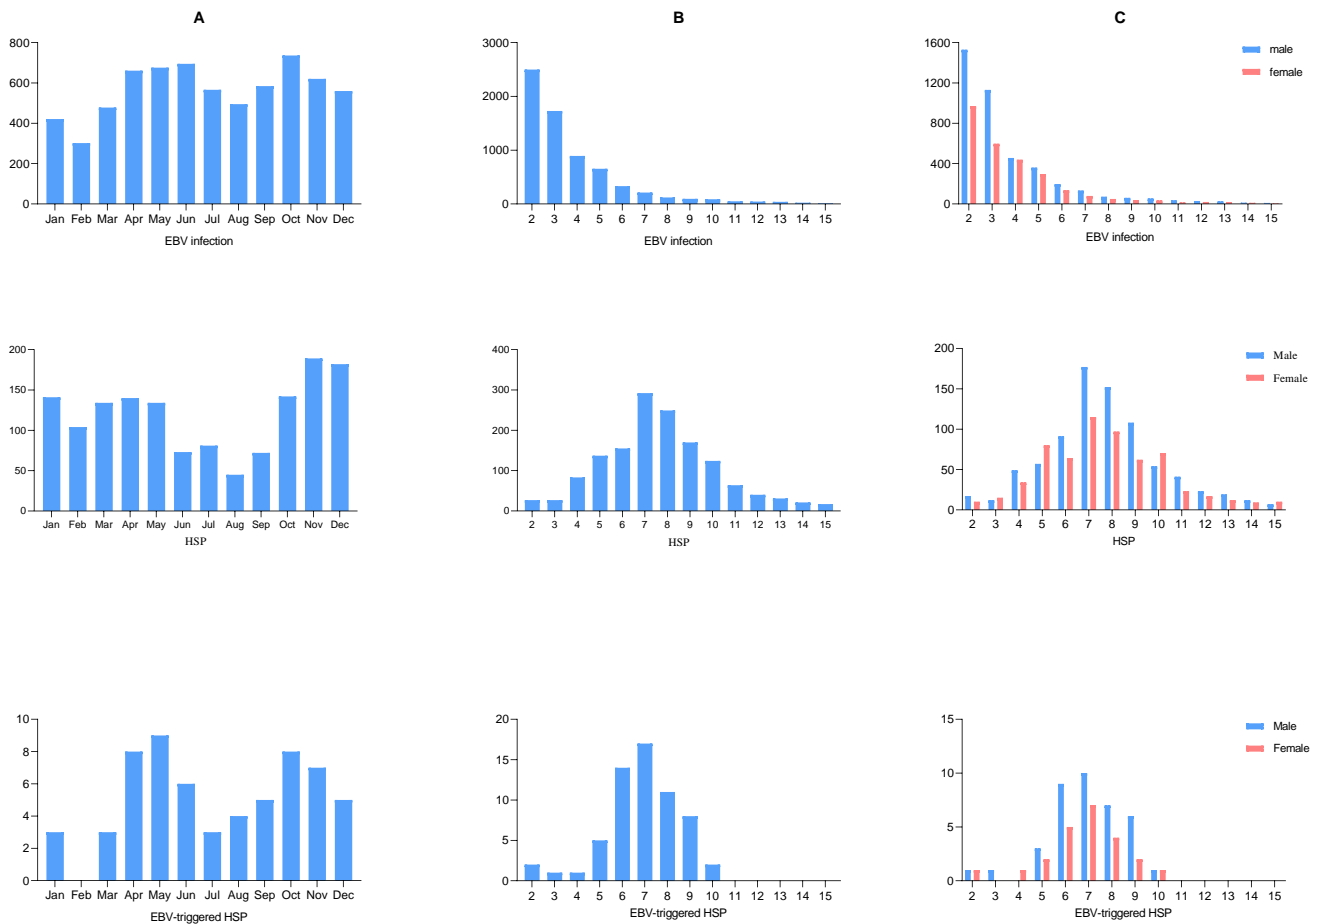 A
B
C
800
600
400
200
0
Jan Feb Mar Apr May Jun Jul Aug Sep Oct Nov Dec
EBV infection
3000
2500
2000
1000
0
2 3 4 5 6 7 8 9 10 11 12 13 14 15
EBV infection
1600
1200
800
400
0
2 3 4 5 6 7 8 9 10 11 12 13 14 15
EBV infection
male
female
200
150
100
50
0
Jan Feb Mar Apr May Jun Jul Aug Sep Oct Nov Dec
HSP
400
300
200
100
0
2 3 4 5 6 7 8 9 10 11 12 13 14 15
HSP
200
150
100
50
0
2 3 4 5 6 7 8 9 10 11 12 13 14 15
HSP
Male
Female
10
8
6
4
2
0
Jan Feb Mar Apr May Jun Jul Aug Sep Oct Nov Dec
EBV-triggered HSP
20
15
10
5
0
2 3 4 5 6 7 8 9 10 11 12 13 14 15
EBV-triggered HSP
15
10
5
0
2 3 4 5 6 7 8 9 10 11 12 13 14 15
EBV-triggered HSP
Male
Female